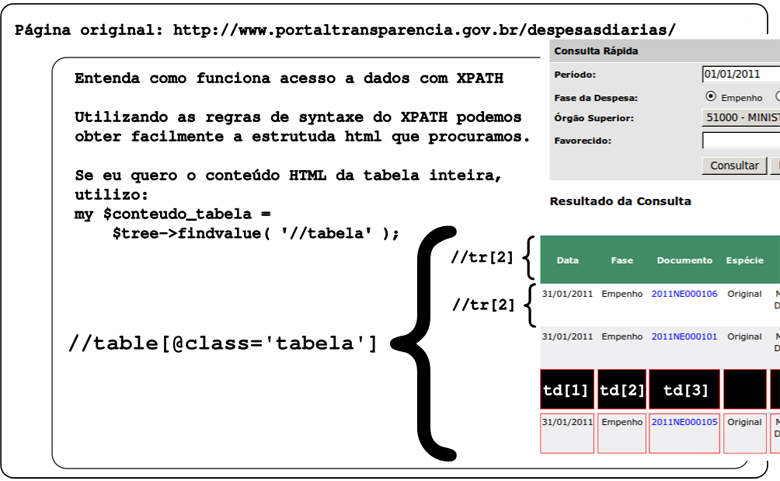 Página original: http://www.portaltransparencia.gov.br/despesasdiarias/
Entenda como funciona acesso a dados com XPATH
Utilizando as regras de syntaxe do XPATH podemos
obter facilmente a estrutuda html que procuramos.
Se eu quero o conteúdo HTML da tabela inteira,
utilizo:
my $conteudo_tabela =
$tree->findvalue( '//tabela' );
//table[@class='tabela']
//tr[2]
//tr[2]
Consulta Rápida
Período: 01/01/2011
Fase da Despesa: Empenho
Órgão Superior: 51000 - MINIST
Favorecido:
Consultar
Resultado da Consulta
Data Fase Documento Espécie
31/01/2011 Empenho 2011NE000106 Original
31/01/2011 Empenho 2011NE000101 Original
td[1] td[2] td[3]
31/01/2011 Empenho 2011NE000105 Original